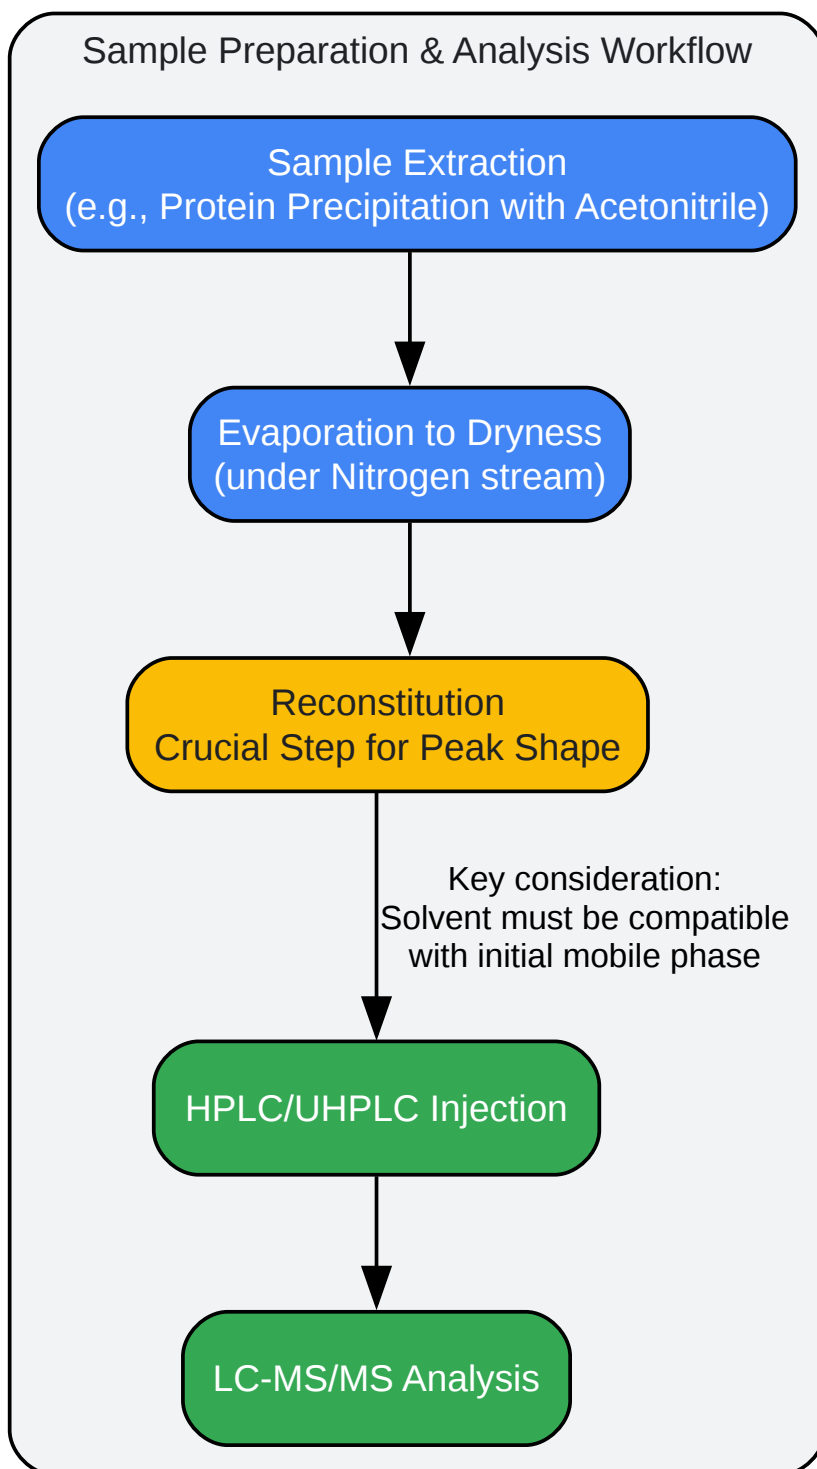 Sample Preparation & Analysis Workflow
Sample Extraction
(e.g., Protein Precipitation with Acetonitrile)
Evaporation to Dryness
(under Nitrogen stream)
Reconstitution
Crucial Step for Peak Shape
Key consideration:
Solvent must be compatible
with initial mobile phase
HPLC/UHPLC Injection
LC-MS/MS Analysis